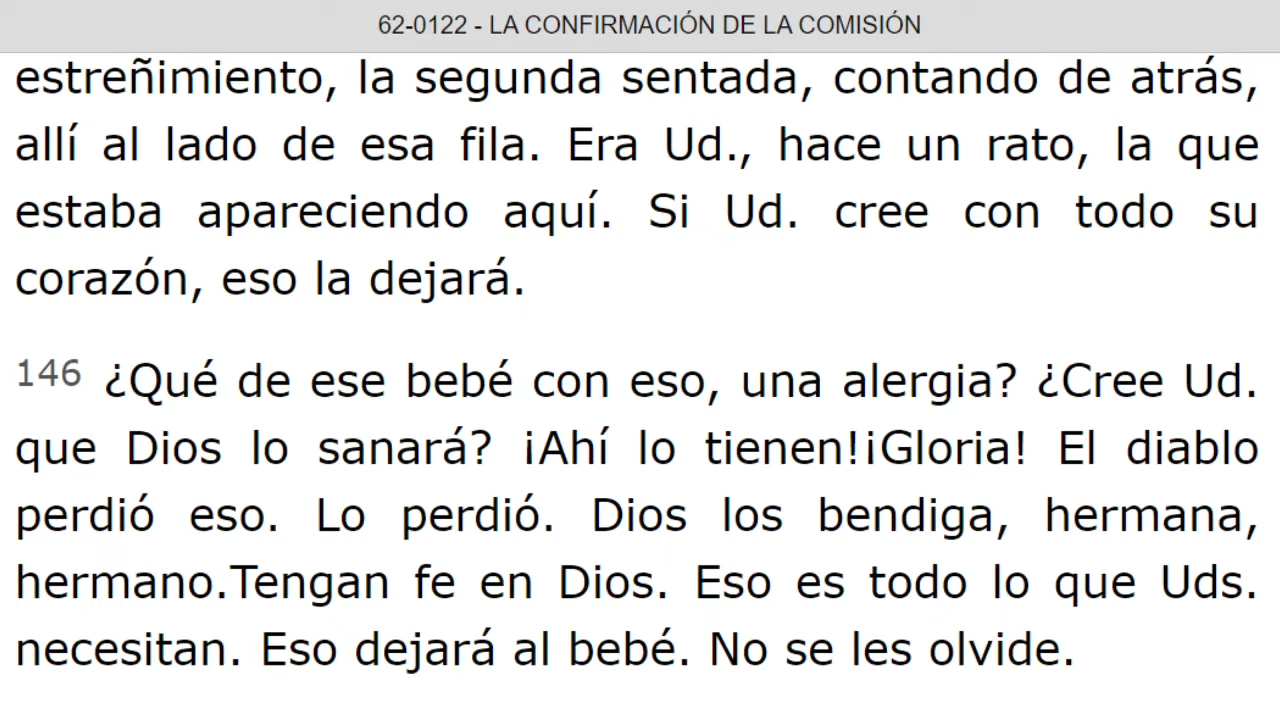 62-0122 - LA CONFIRMACIÓN DE LA COMISIÓN
estreñimiento, la segunda sentada, contando de atrás,
allí al lado de esa fila. Era Ud., hace un rato, la que
estaba apareciendo aquí. Si Ud. cree con todo su
corazón, eso la dejará.
146 ¿Qué de ese bebé con eso, una alergia? ¿Cree Ud.
que Dios lo sanará? ¡Ahí lo tienen!¡Gloria! El diablo
perdió eso. Lo perdió. Dios los bendiga, hermana,
hermano.Tengan fe en Dios. Eso es todo lo que Uds.
necesitan. Eso dejará al bebé. No se les olvide.